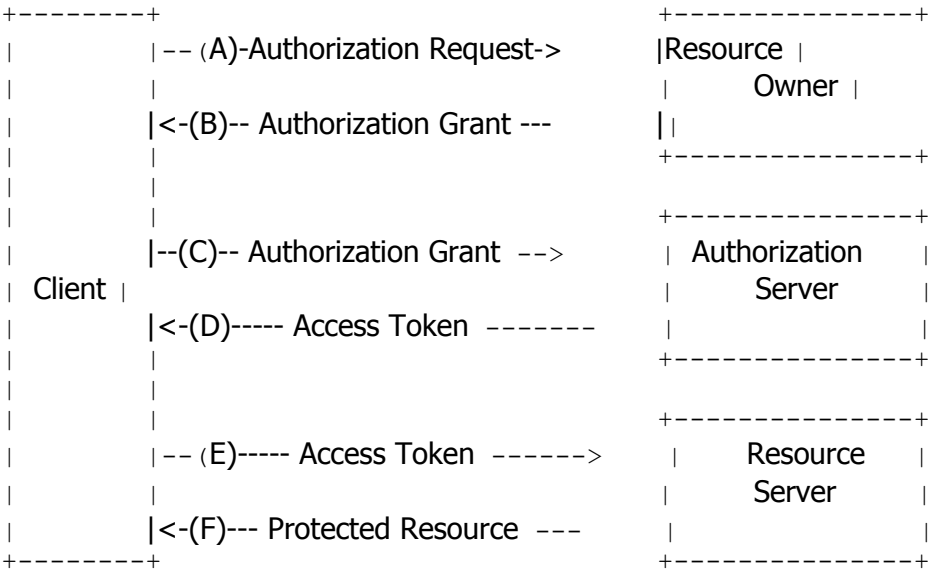 +--------+                               +---------------+
|        |--(A)-Authorization Request->  |Resource |
|        |                               |     Owner |
|        |<-(B)-- Authorization Grant ---  ||
|        |                               +---------------+
|        |
|        |                               +---------------+
|        |--(C)-- Authorization Grant -->  | Authorization |
| Client |                               |     Server    |
|        |<-(D)----- Access Token -------  |               |
|        |                               +---------------+
|        |
|        |                               +---------------+
|        |--(E)----- Access Token ------>  |    Resource   |
|        |                               |     Server    |
|        |<-(F)--- Protected Resource ---  |               |
+--------+                               +---------------+